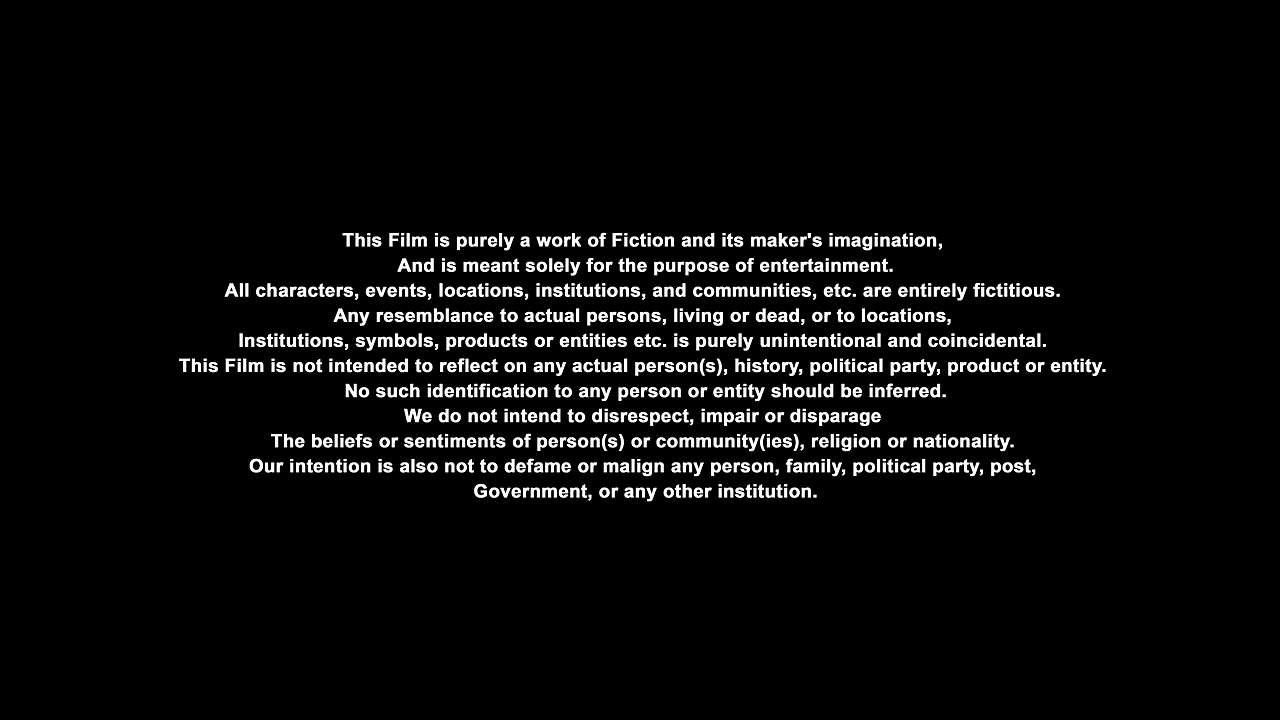 This Film is purely a work of Fiction and its maker's imagination,
And is meant solely for the purpose of entertainment.
All characters, events, locations, institutions, and communities, etc. are entirely fictitious.
Any resemblance to actual persons, living or dead, or to locations,
Institutions, symbols, products or entities etc. is purely unintentional and coincidental.
This Film is not intended to reflect on any actual person(s), history, political party, product or entity.
No such identification to any person or entity should be inferred.
We do not intend to disrespect, impair or disparage
The beliefs or sentiments of person(s) or community(ies), religion or nationality.
Our intention is also not to defame or malign any person, family, political party, post,
Government, or any other institution.